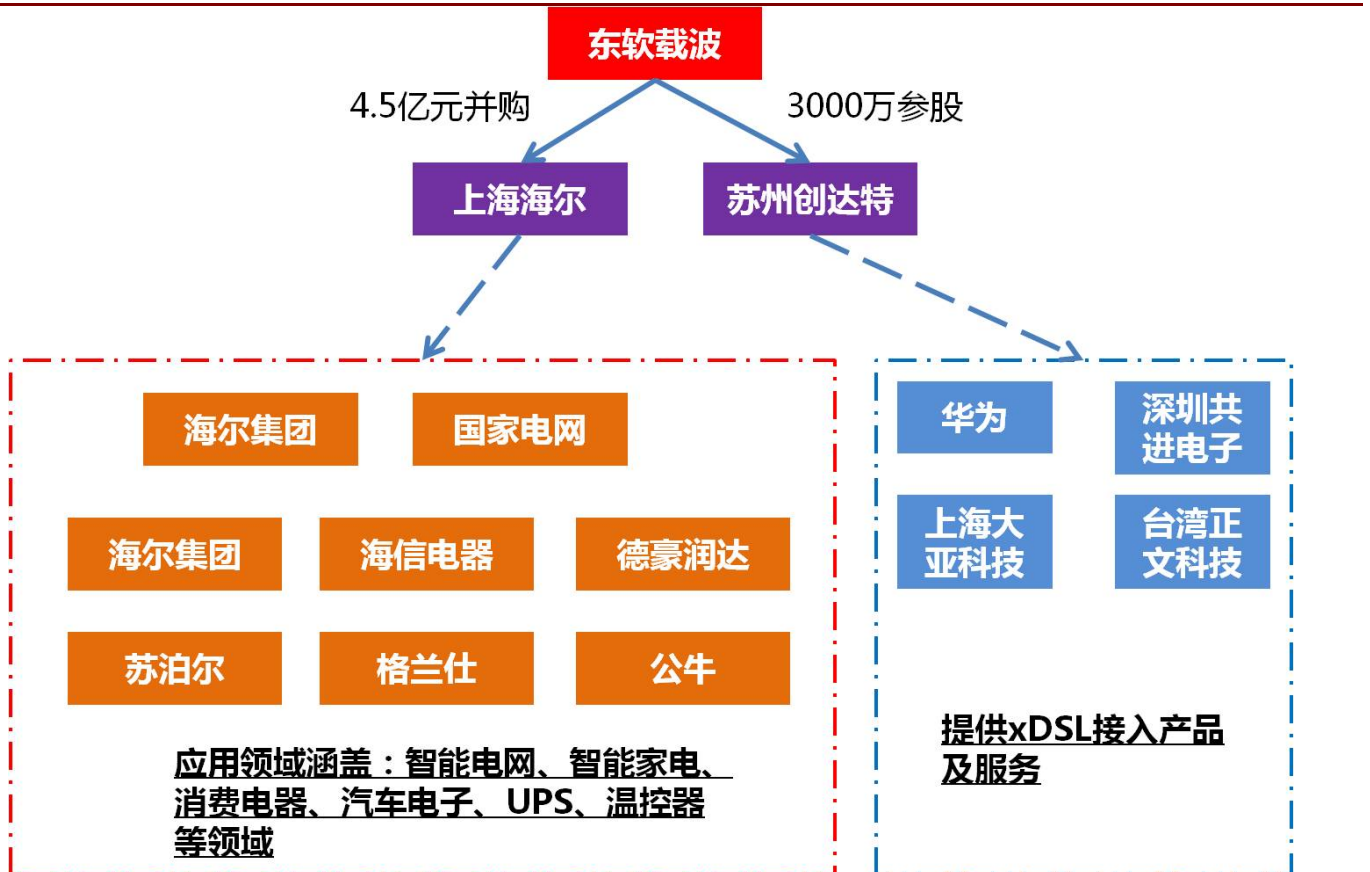 东软载波
4.5亿元并购
3000万参股
上海海尔
苏州创达特
海尔集团
国家电网
海尔集团
海信电器
德豪润达
苏泊尔
格兰仕
公牛
应用领域涵盖：智能电网、智能家电、
消费电器、汽车电子、UPS、温控器
等领域
华为
深圳共
进电子
上海大
亚科技
台湾正
文科技
提供xDSL接入产品
及服务